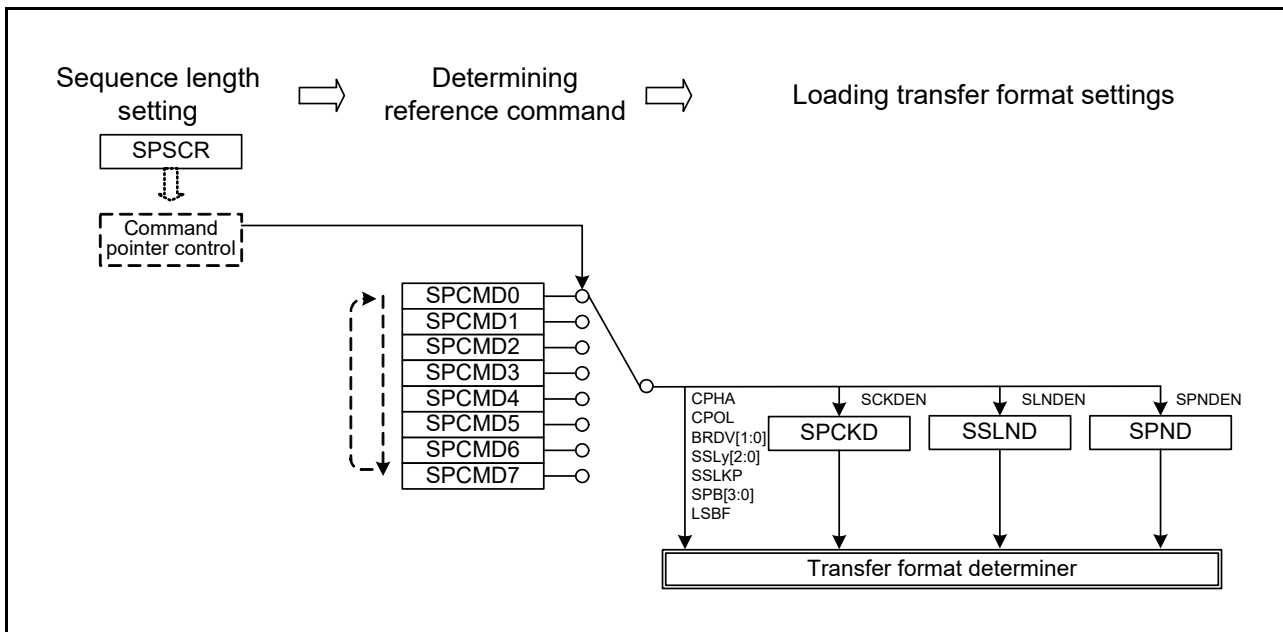 Sequence length
setting
Determining
reference command
Loading transfer format settings
SPSCR
Command
pointer control
SPCMD0
SPCMD1
SPCMD2
SPCMD3
SPCMD4
SPCMD5
SPCMD6
SPCMD7
CPHA
CPOL
BRDV[1:0]
SSLy[2:0]
SSLKP
SPB[3:0]
LSBF
SCKDEN
SPCKD
SLNDEN
SSLND
SPNDEN
SPND
Transfer format determiner